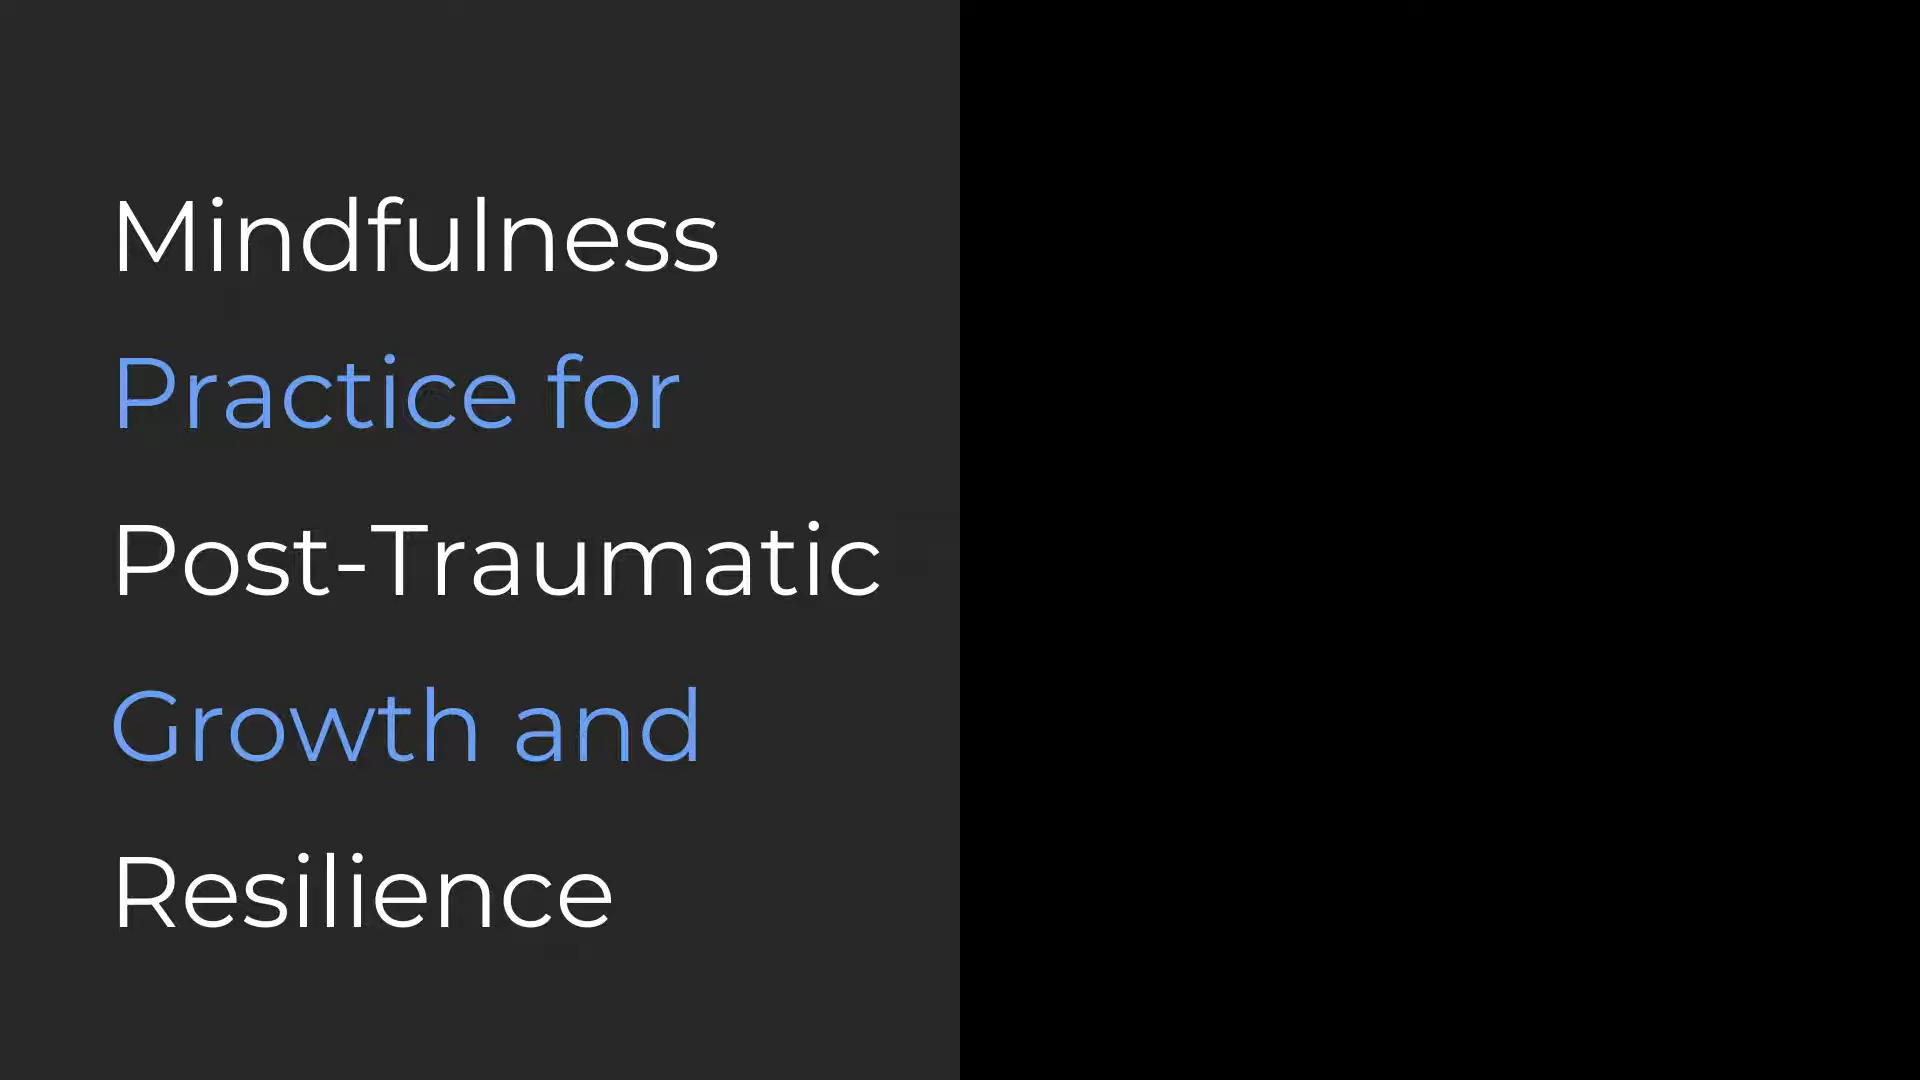 Mindfulness
Practice for
Post-Traumatic
Growth and
Resilience